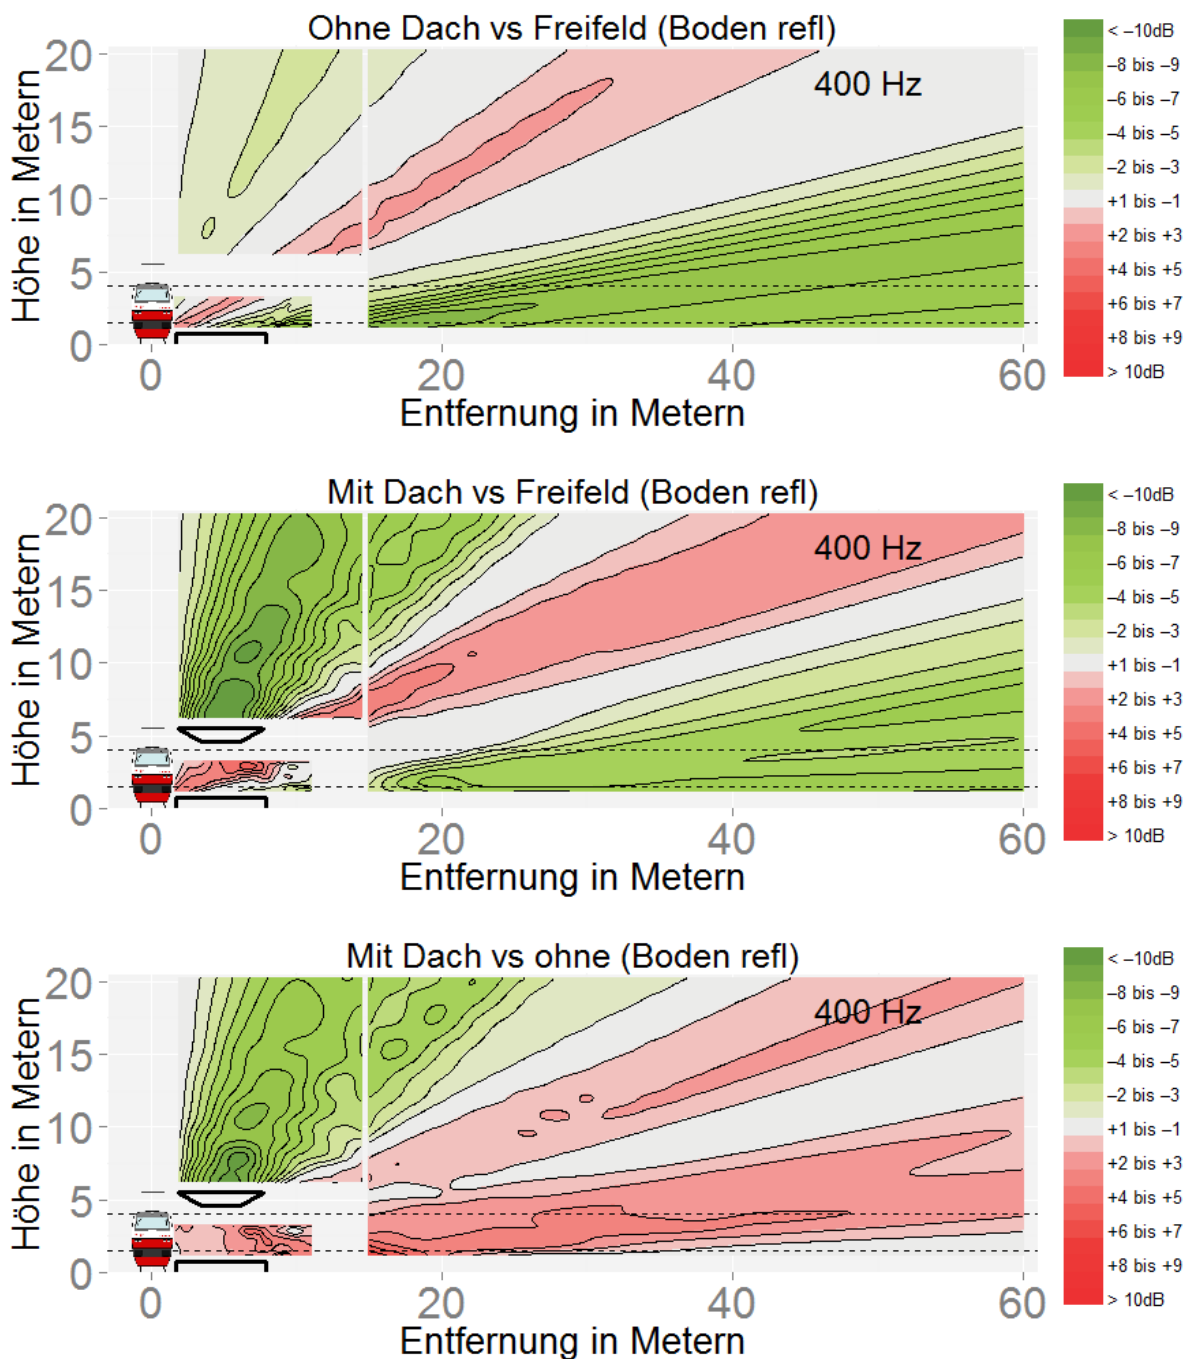 Ohne Dach vs Freifeld (Boden refl)
400 Hz
Höhe in Metern
20
15
10
5
0
0
20
40
60
Entfernung in Metern
< –10dB
–8 bis –9
–6 bis –7
–4 bis –5
–2 bis –3
+1 bis –1
+2 bis +3
+4 bis +5
+6 bis +7
+8 bis +9
> 10dB
Mit Dach vs Freifeld (Boden refl)
400 Hz
Höhe in Metern
20
15
10
5
0
0
20
40
60
Entfernung in Metern
< –10dB
–8 bis –9
–6 bis –7
–4 bis –5
–2 bis –3
+1 bis –1
+2 bis +3
+4 bis +5
+6 bis +7
+8 bis +9
> 10dB
Mit Dach vs ohne (Boden refl)
400 Hz
Höhe in Metern
20
15
10
5
0
0
20
40
60
Entfernung in Metern
< –10dB
–8 bis –9
–6 bis –7
–4 bis –5
–2 bis –3
+1 bis –1
+2 bis +3
+4 bis +5
+6 bis +7
+8 bis +9
> 10dB